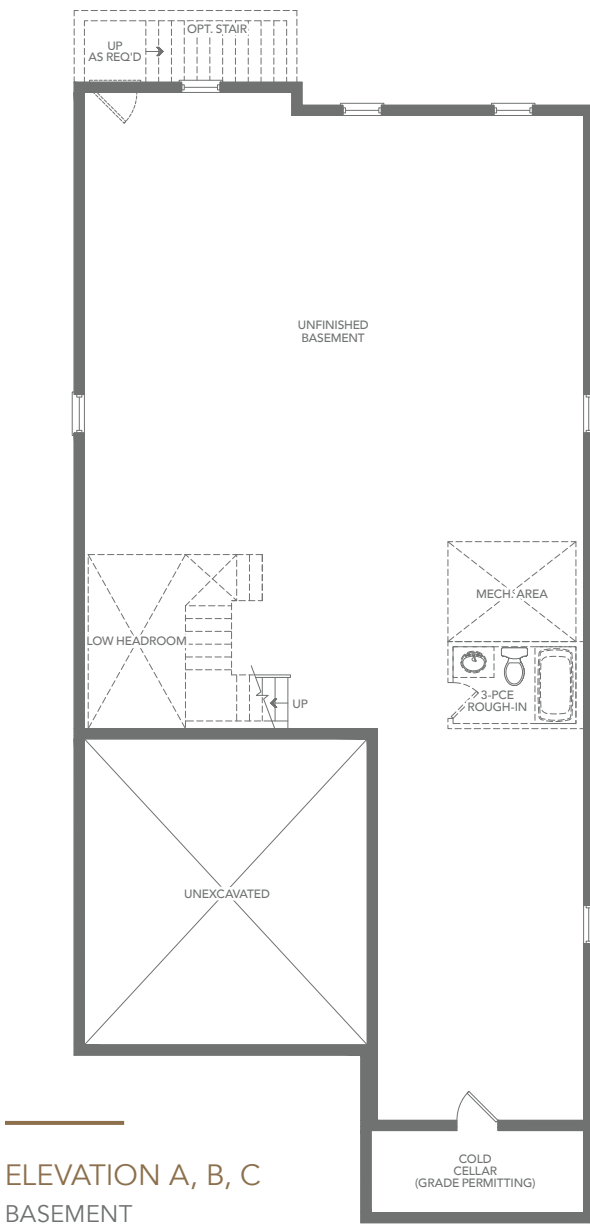 OPT. STAIR
UP
AS REQ'D
UNFINISHED
BASEMENT
MECH. AREA
LOW HEADROOM
3-PCE
ROUGH-IN
UP
UNEXCAVATED
COLD
CELLAR
(GRADE PERMITTING)
ELEVATION A, B, C
BASEMENT